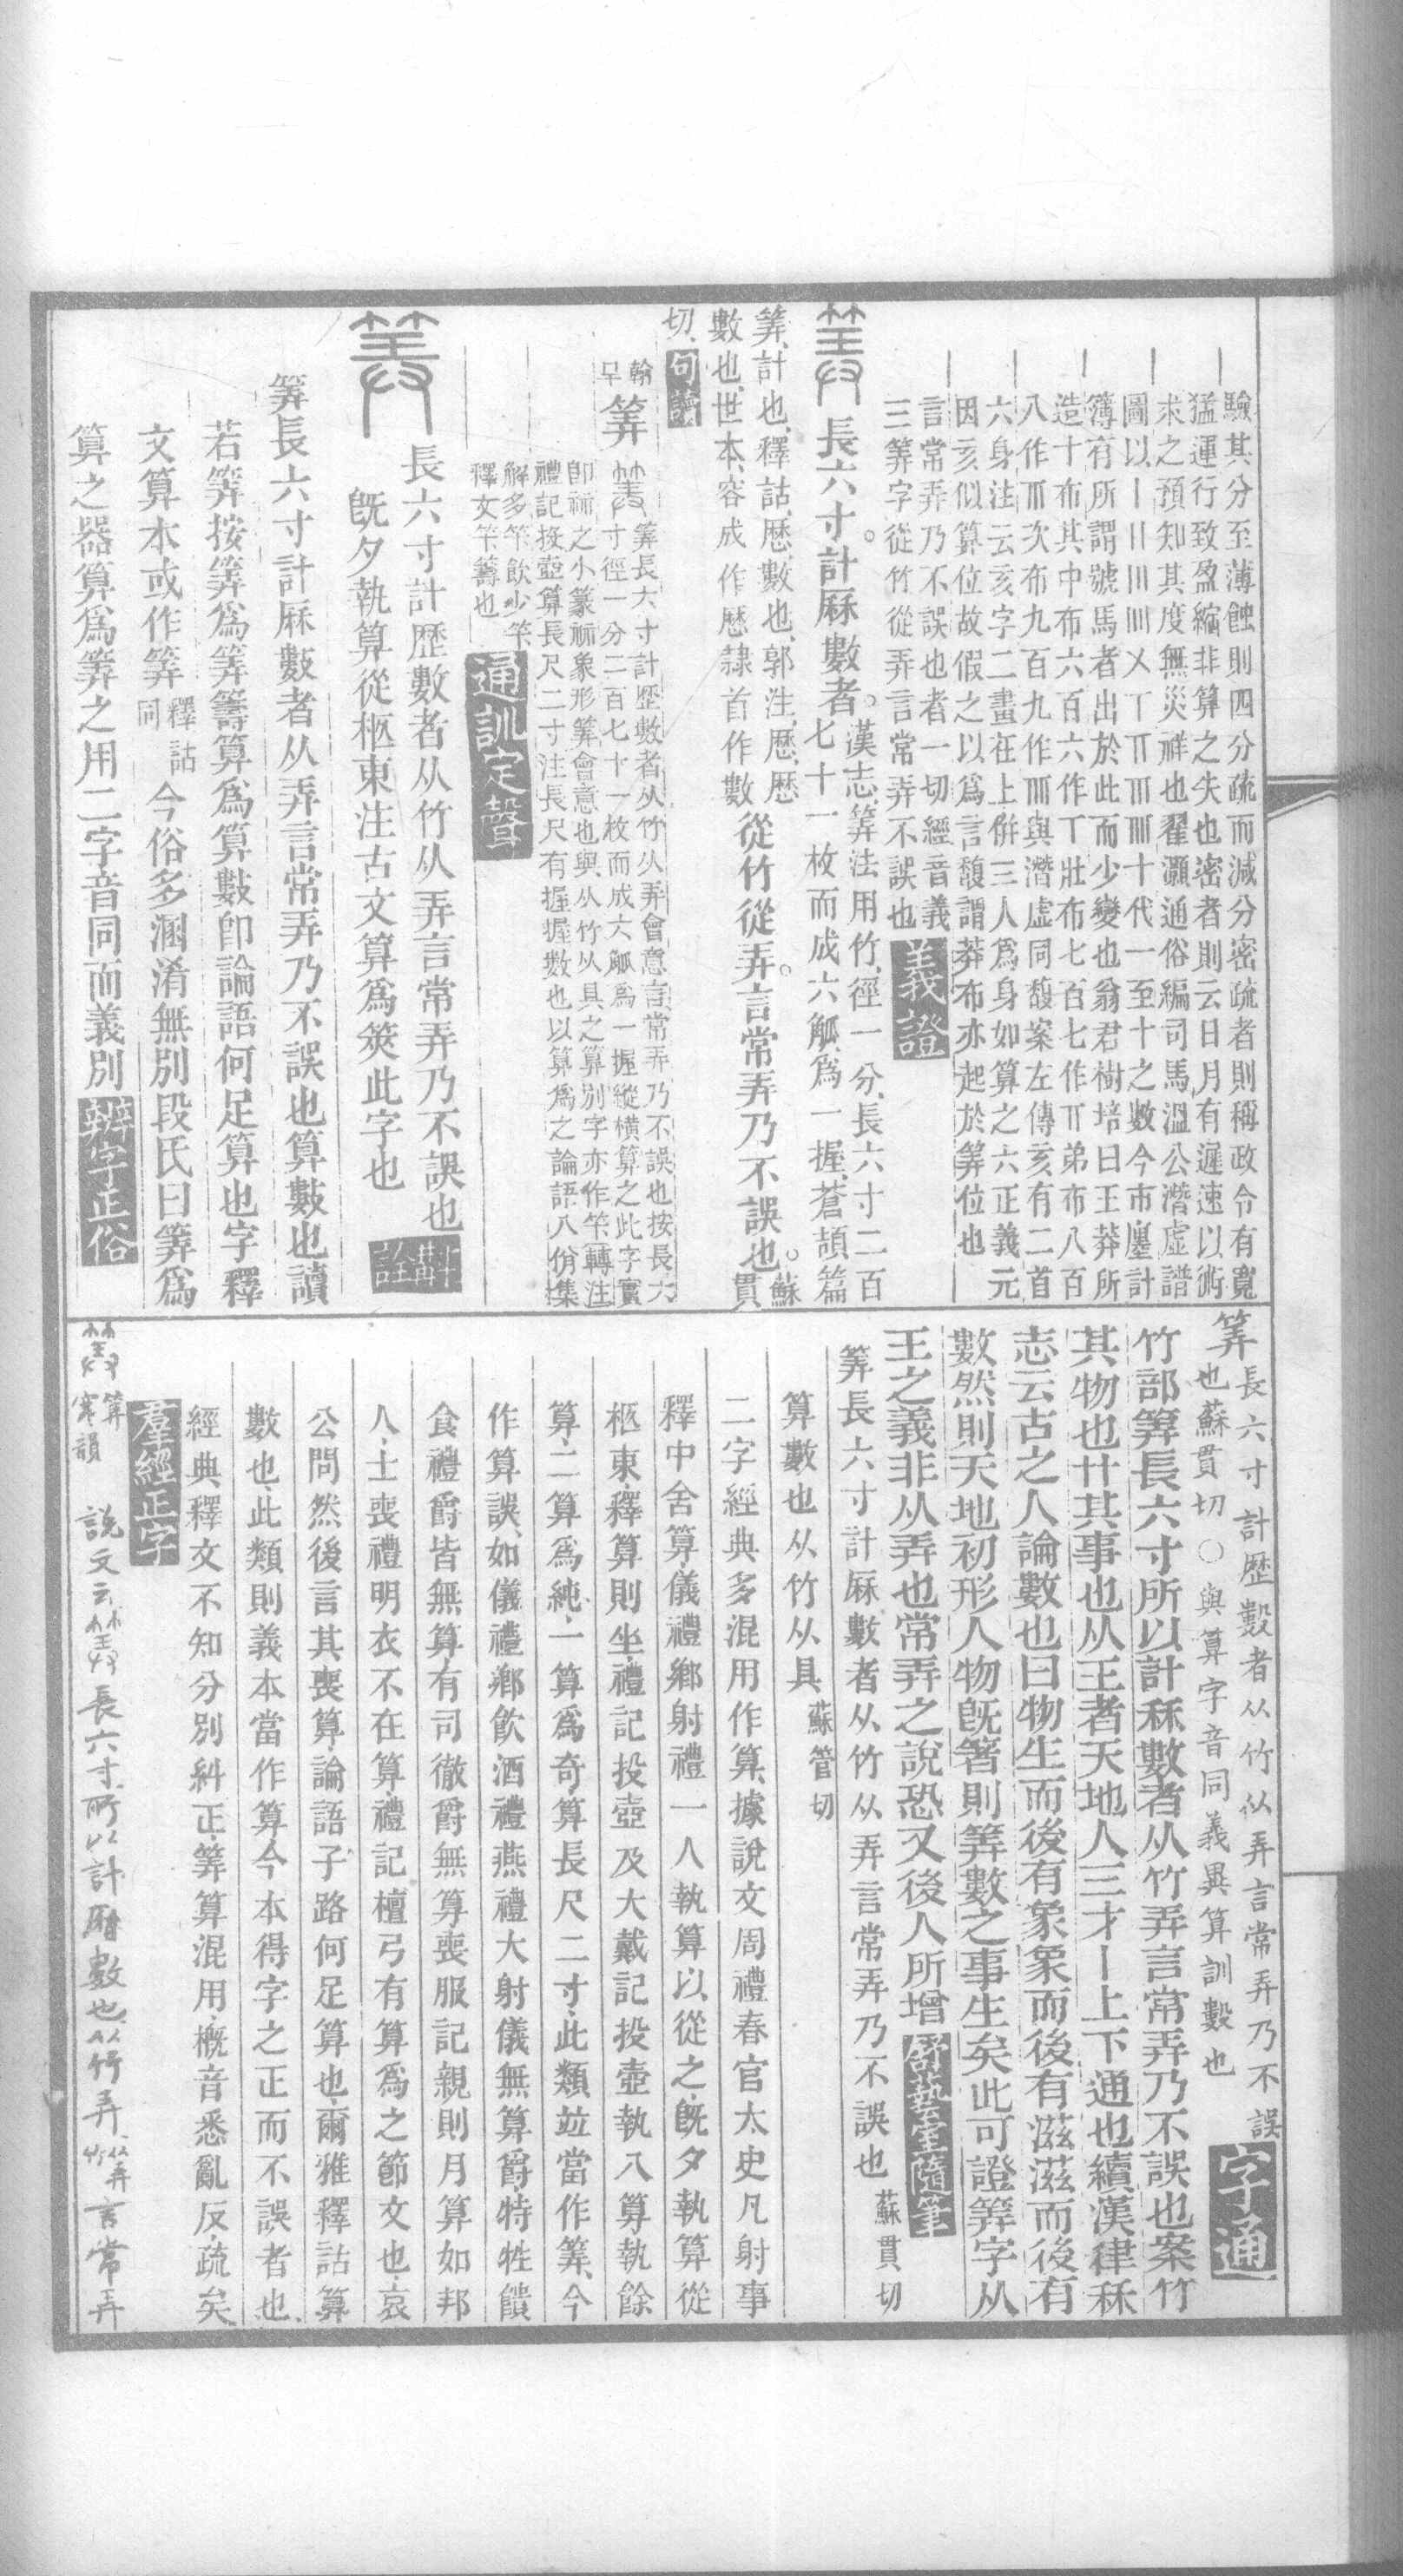 驗其分至薄蝕則四分疏而減分密疏者則稱政令有寬
猛運行致盈縮非算之失也密者則云日月有遲速以術
求之預知其度無災祥也翟灝通俗編司馬溫公潛虛譜
圖以〡〢〣〤㐅丅〧〨〩十代一至十之數今市廛計
簿有所謂號馬者出於此而少變也翁君樹培曰王莽所
造十布其中布六百六作丅壯布七百七作〧弟布八百
八作〨次布九百九作〩與潛虛同馥案左傳亥有二首
六身注云亥字二畫在上併三人爲身如算之六正義元
因亥似算位故假之以爲言馥謂莽布亦起於筭位也
言常弄乃不誤也者一切經音義
三筭字從竹從弄言常弄不誤也 義證
筭 長六寸。計厤數者。漢志、算法用竹、徑一分、長六寸、二百
七十一枚而成六觚、爲一握、蒼頡篇
筭、計也、釋詁、厯數也、郭注、厯、厯
數也、世本、容成作厯、隷首作數 從竹從弄。言常弄乃不誤也。蘇
貫
切、 句讀
翰
罕 筭 筭長六寸計歷數者从竹从弄會意言常弄乃不誤也按長六
寸徑一分二百七十一枚而成六觚爲一握縱橫算之此字實
卽祘之小篆祘象形筭會意也與从竹从具之算別字亦作筭轉注
禮記投壺算長尺二寸注長尺有握握數也以算爲之論語八佾集
解多筭飲少筭
釋文筭籌也 通訓定聲
筭 長六寸計歷數者从竹从弄言常弄乃不誤也
旣夕執算從柩東注古文算爲筴此字也 斠詮
筭長六寸計厤數者从弄言常弄乃不誤也算數也讀
若筭按筭爲筭籌算爲算數卽論語何足算也字釋
文算本或作筭釋詁
同今俗多溷淆無別段氏曰筭爲
算之器算爲筭之用二字音同而義別 辨字正俗
筭 長六寸計歷數者从竹从弄言常弄乃不誤
也蘇貫切○與算字音同義異算訓數也 字通
竹部筭長六寸所以計秝數者从竹弄言常弄乃不誤也案竹
其物也廾其事也从王者天地人三才丨上下通也續漢律秝
志云古之人論數也曰物生而後有象象而後有滋滋而後有
數然則天地初形人物旣箸則筭數之事生矣此可證筭字从
王之義非从弄也常弄之說恐又後人所增 舒藝室隨筆
筭長六寸計厤數者从竹从弄言常弄乃不誤也蘇貫切
算數也从竹从具蘇管切
二字經典多混用作算、據說文周禮春官太史凡射事
釋中舍算、儀禮鄉射禮一人執算以從之、旣夕執算從
柩東、釋算則坐、禮記投壺及大戴記投壺執八算、執餘
算、二算爲純、一算爲奇、算長尺二寸、此類竝當作筭、今
作算誤、如儀禮鄉飲酒禮燕禮大射儀無算爵、特牲饋
食禮爵皆無算、有司徹爵無算、喪服記親則月算如邦
人、士喪禮明衣不在算、禮記檀弓有算爲之節文也、哀
公問然後言其喪算、論語子路何足算也、爾雅釋詁算
數也、此類則義本當作算、今本得字之正而不誤者也
經典釋文不知分別糾正、筭算混用、槪音悉亂反、疏矣
羣經正字
筭 算
寒韻 說文云筭長六寸所以計厤數也从竹弄从弄
竹言常弄